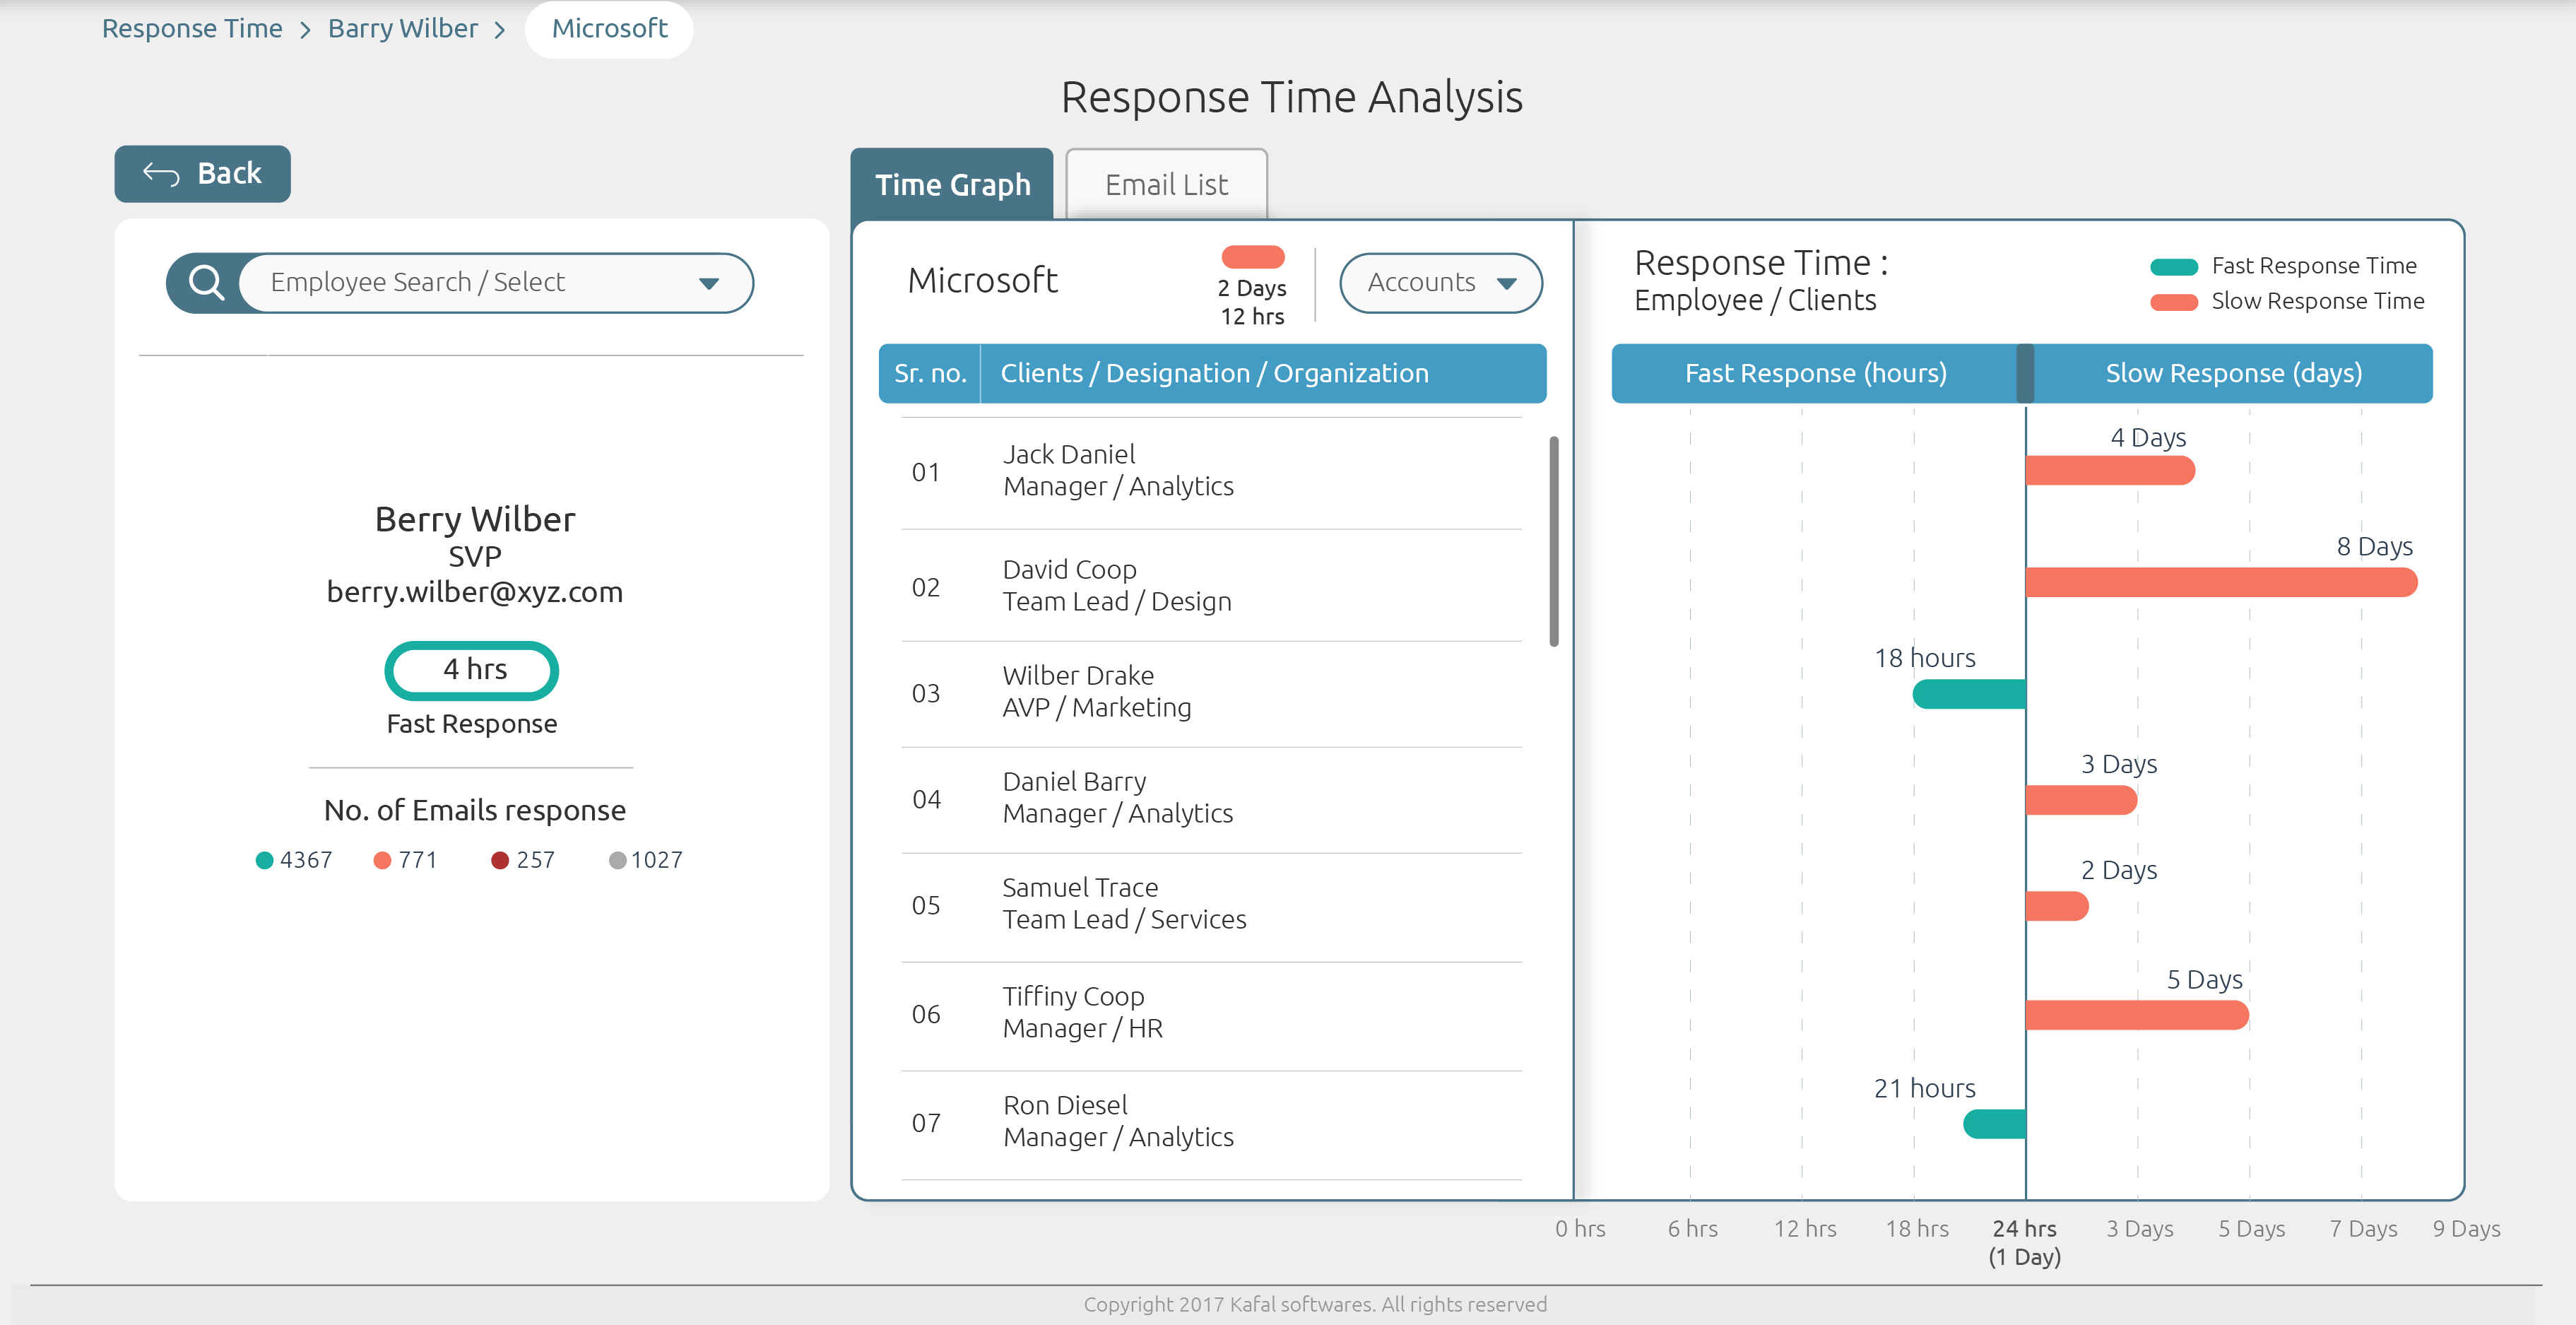 Response Time > Barry Wilber > Microsoft
Response Time Analysis
Back
Time Graph
Email List
Employee Search / Select
Berry Wilber
SVP
berry.wilber@xyz.com
4 hrs
Fast Response
No. of Emails response
4367 771 257 1027
Microsoft
2 Days
12 hrs
Accounts
Sr. no. Clients / Designation / Organization
01
Jack Daniel
Manager / Analytics
02
David Coop
Team Lead / Design
03
Wilber Drake
AVP / Marketing
04
Daniel Barry
Manager / Analytics
05
Samuel Trace
Team Lead / Services
06
Tiffiny Coop
Manager / HR
07
Ron Diesel
Manager / Analytics
Response Time :
Employee / Clients
Fast Response Time
Slow Response Time
Fast Response (hours) Slow Response (days)
4 Days
8 Days
18 hours
3 Days
2 Days
5 Days
21 hours
0 hrs 6 hrs 12 hrs 18 hrs 24 hrs 3 Days 5 Days 7 Days 9 Days
(1 Day)
Copyright 2017 Kafal softwares. All rights reserved